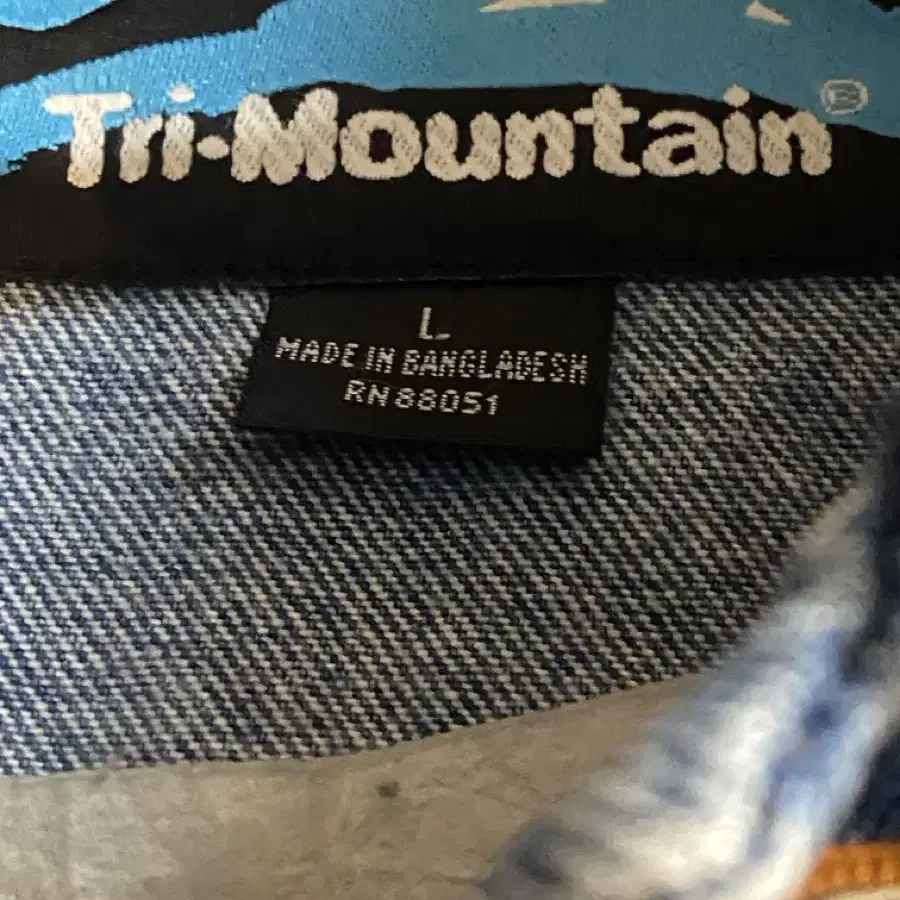 Tri-Mountain®
L
MADE IN BANGLADESH
RN 88051